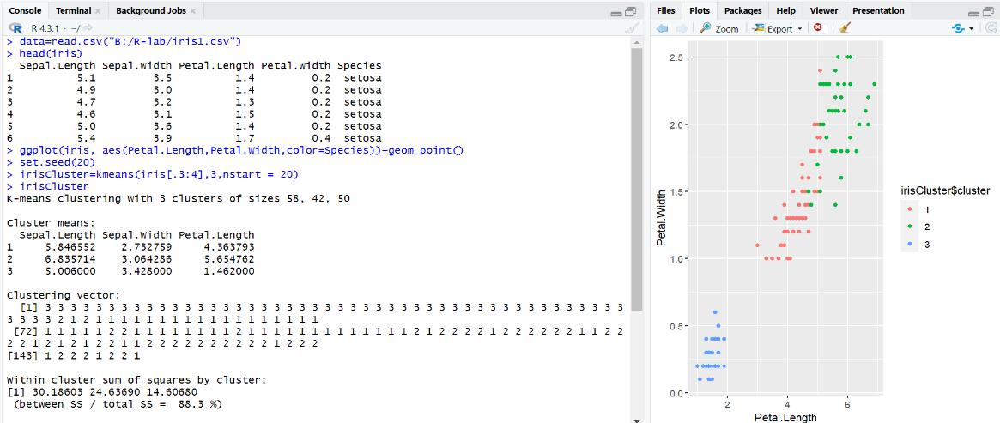 Console Terminal × Background Jobs ×
R 4.3.1 · ~/
> data=read.csv("B:/R-lab/iris1.csv")
> head(iris)
  Sepal.Length Sepal.Width Petal.Length Petal.Width Species
1 5.1 3.5 1.4 0.2 setosa
2 4.9 3.0 1.4 0.2 setosa
3 4.7 3.2 1.3 0.2 setosa
4 4.6 3.1 1.5 0.2 setosa
5 5.0 3.6 1.4 0.2 setosa
6 5.4 3.9 1.7 0.4 setosa
> ggplot(iris, aes(Petal.Length,Petal.Width,color=Species))+geom_point()
> set.seed(20)
> irisCluster=kmeans(iris[.3:4],3,nstart = 20)
> irisCluster
K-means clustering with 3 clusters of sizes 58, 42, 50
Cluster means:
  Sepal.Length Sepal.Width Petal.Length
1 5.846552 2.732759 4.363793
2 6.835714 3.064286 5.654762
3 5.006000 3.428000 1.462000
Clustering vector:
[1] 3 3 3 3 3 3 3 3 3 3 3 3 3 3 3 3 3 3 3 3 3 3 3 3 3 3 3 3 3 3 3 3 3 3 3 3 3 3 3 3 3 3 3 3 3 3
3 3 3 3 2 1 2 1 1 1 1 1 1 1 1 1 1 1 1 1 1 1 1 1 1
[72] 1 1 1 1 1 2 2 1 1 1 1 1 1 1 1 2 1 1 1 1 1 1 1 1 1 1 1 1 1 2 1 2 2 2 2 1 2 2 2 2 2 2 1 1 2 2
2 2 1 2 1 2 1 2 2 1 1 2 2 2 2 2 2 2 2 2 2 1 2 2 2
[143] 1 2 2 2 1 2 2 1
Within cluster sum of squares by cluster:
[1] 30.18603 24.63690 14.60680
(between_SS / total_SS = 88.3 %)
Files Plots Packages Help Viewer Presentation
Zoom Export
2.5
2.0
1.5
1.0
0.5
0.0
Petal.Width
2 4 6
Petal.Length
irisCluster$cluster
1
2
3